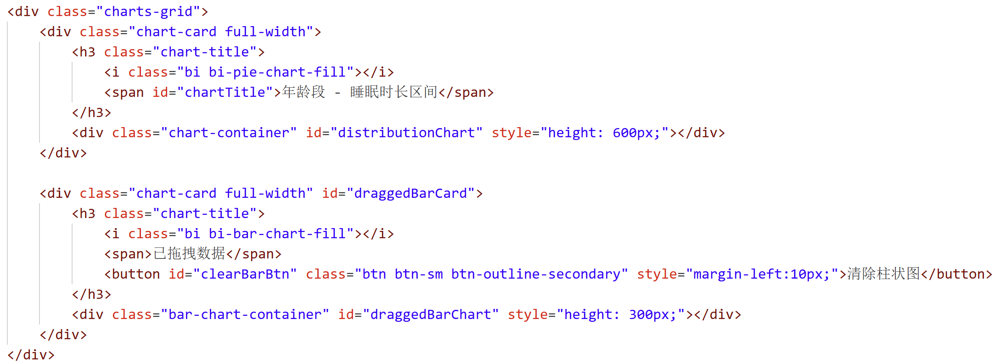 <div class="charts-grid">
<div class="chart-card full-width">
<h3 class="chart-title">
<i class="bi bi-pie-chart-fill"></i>
<span id="chartTitle">年龄段 - 睡眠时长区间</span>
</h3>
<div class="chart-container" id="distributionChart" style="height: 600px;"></div>
</div>
<div class="chart-card full-width" id="draggedBarCard">
<h3 class="chart-title">
<i class="bi bi-bar-chart-fill"></i>
<span>已拖拽数据</span>
<button id="clearBarBtn" class="btn btn-sm btn-outline-secondary" style="margin-left:10px;">清除柱状图</button>
</h3>
<div class="bar-chart-container" id="draggedBarChart" style="height: 300px;"></div>
</div>
</div>